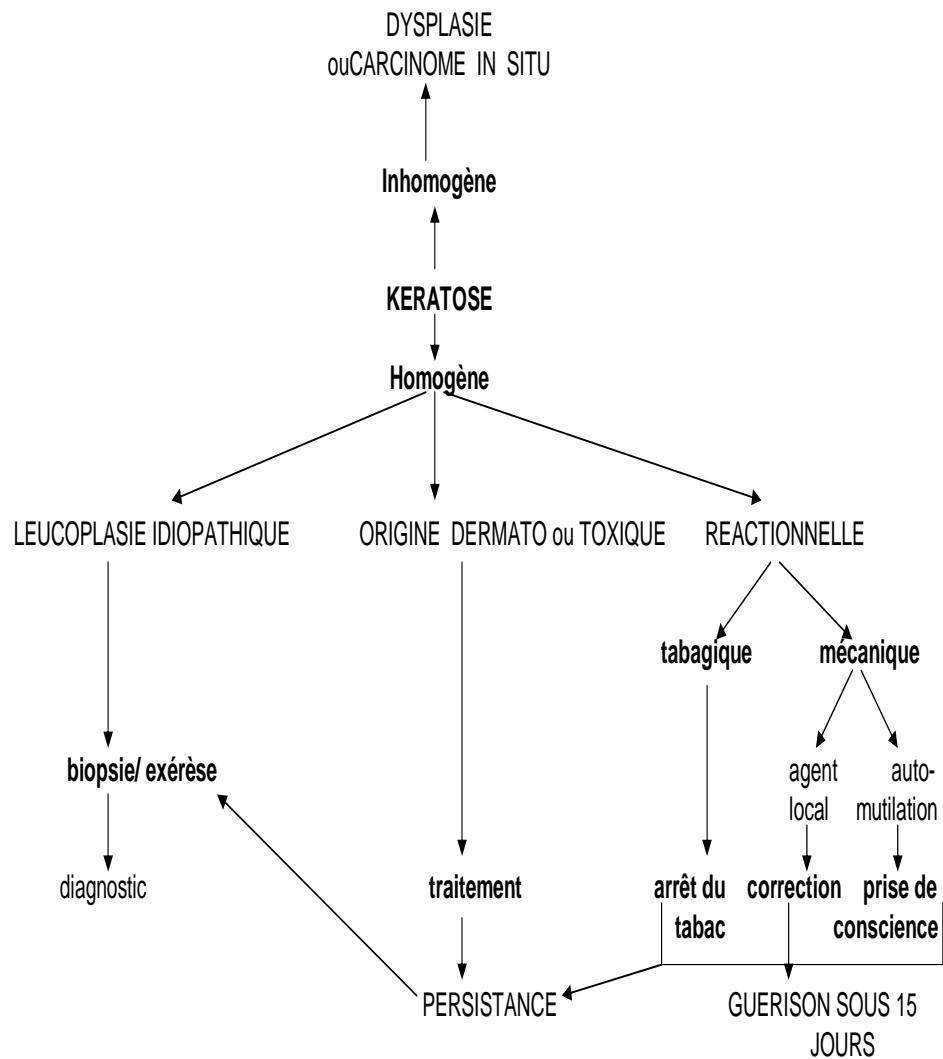 DYSPLASIE
ouCARCINOME IN SITU
Inhomogène
KERATOSE
Homogène
LEUCOPLASIE IDIOPATHIQUE
ORIGINE DERMATO ou TOXIQUE
REACTIONNELLE
tabagique
mécanique
biopsie/ exérèse
agent
local
auto-
mutilation
diagnostic
traitement
arrêt du
tabac
correction
prise de
conscience
PERSISTANCE
GUERISON SOUS 15
JOURS